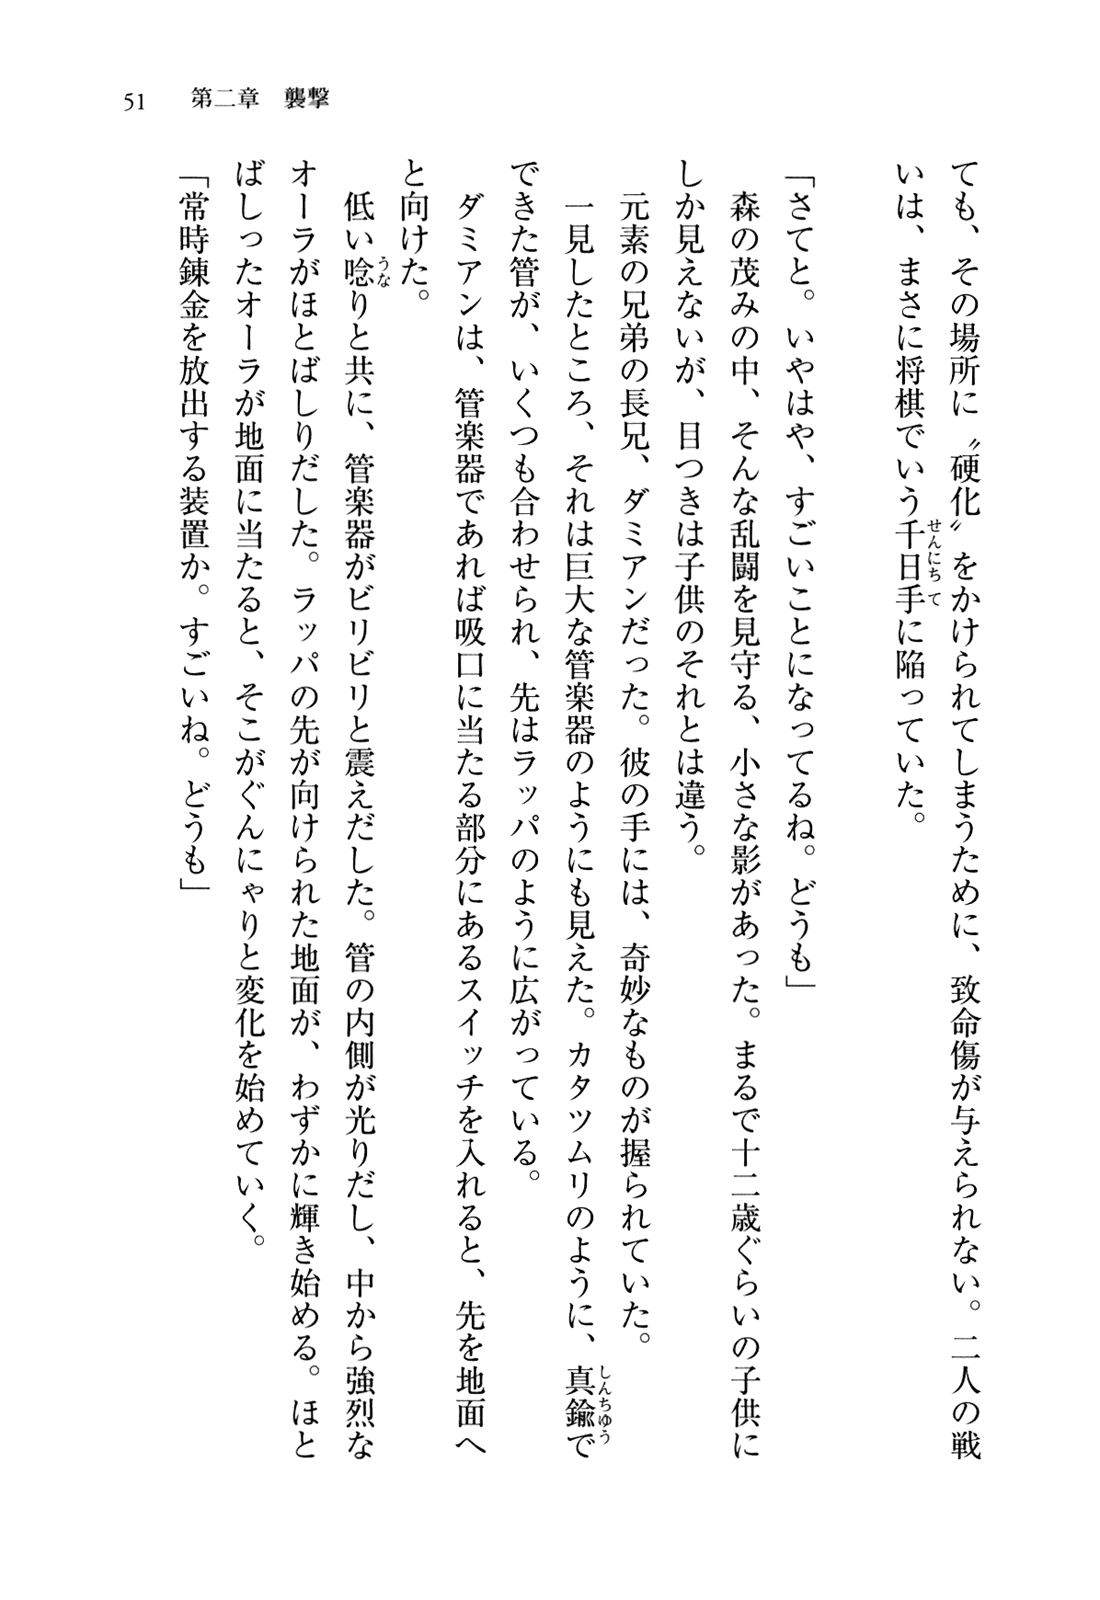 51　第二章　襲撃
ても、その場所に〝硬化〟をかけられてしまうために、致命傷が与えられない。二人の戦
いは、まさに将棋でいう千日手に陥っていた。
せんにちて
「さてと。いやはや、すごいことになってるね。どうも」
森の茂みの中、そんな乱闘を見守る、小さな影があった。まるで十二歳ぐらいの子供に
しか見えないが、目つきは子供のそれとは違う。
元素の兄弟の長兄、ダミアンだった。彼の手には、奇妙なものが握られていた。
一見したところ、それは巨大な管楽器のようにも見えた。カタツムリのように、真鍮で
しんちゆう
できた管が、いくつも合わせられ、先はラッパのように広がっている。
ダミアンは、管楽器であれば吸口に当たる部分にあるスイッチを入れると、先を地面へ
と向けた。
低い唸りと共に、管楽器がビリビリと震えだした。管の内側が光りだし、中から強烈な
うな
オーラがほとばしりだした。ラッパの先が向けられた地面が、わずかに輝き始める。ほと
ばしったオーラが地面に当たると、そこがぐんにゃりと変化を始めていく。
「常時錬金を放出する装置か。すごいね。どうも」